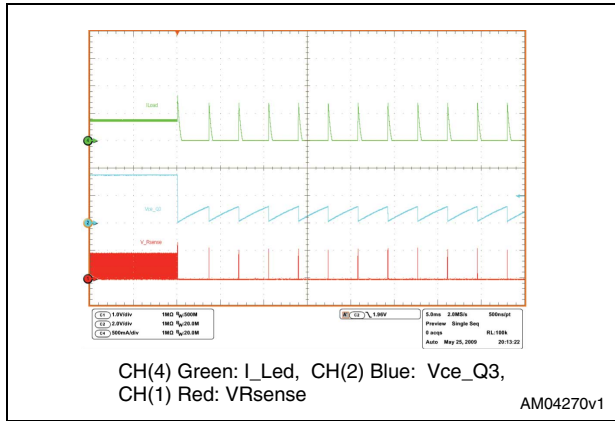 I_Led
4
Vce_Q3
2
V_Rsense
1
C1 1.0V/div 1MΩ BW:500M
C2 2.0V/div 1MΩ BW:20.0M
C4 500mA/div 1MΩ BW:20.0M
A' C2 \ 1.96V
5.0ms 2.0MS/s 500ns/pt
Preview Single Seq
0 acqs RL:100k
Auto May 25, 2009 20:13:22
CH(4) Green: I_Led, CH(2) Blue: Vce_Q3,
CH(1) Red: VRsense
AM04270v1